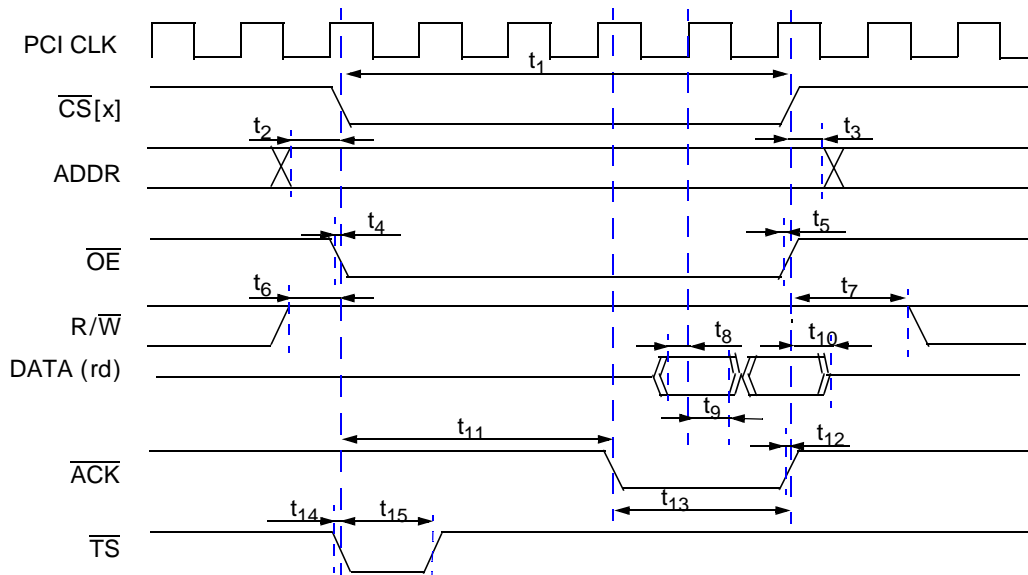 PCI CLK
t1
CS[x]
t2
t3
ADDR
t4
t5
OE
t6
t7
R/W
t8
t10
DATA (rd)
t9
t11
t12
ACK
t13
t14
t15
TS